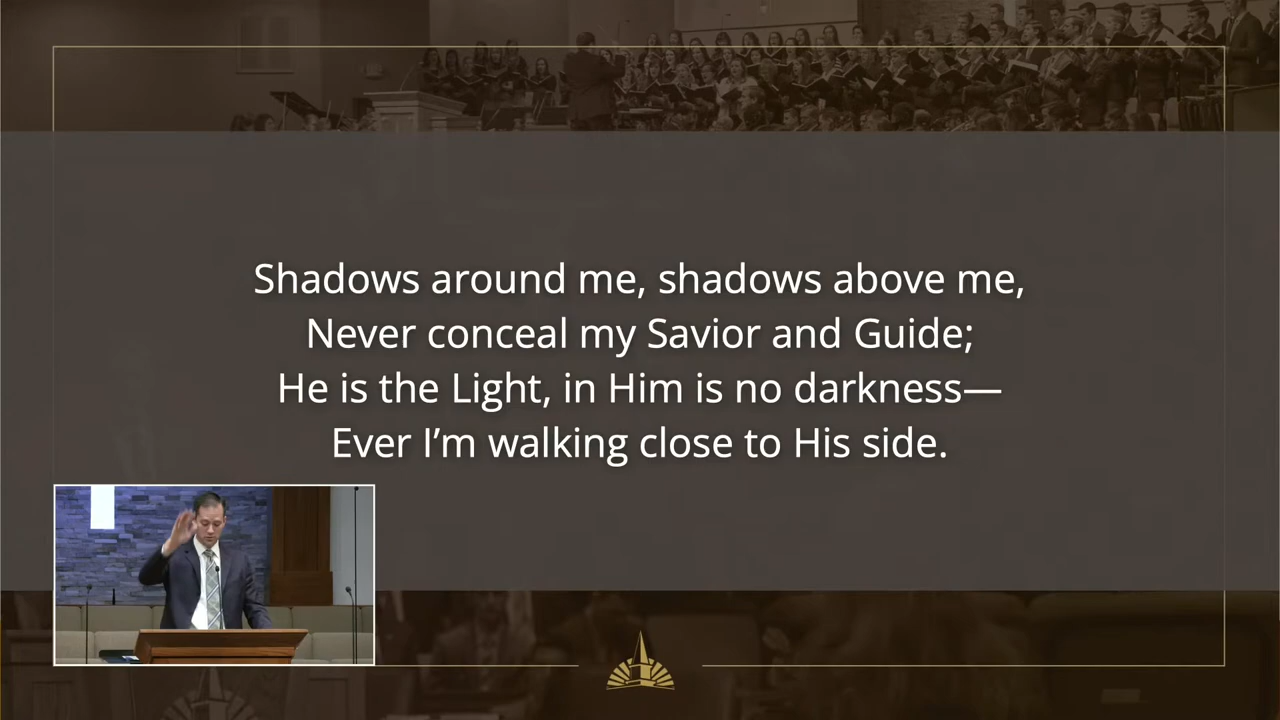 Shadows around me, shadows above me,
Never conceal my Savior and Guide;
He is the Light, in Him is no darkness—
Ever I’m walking close to His side.